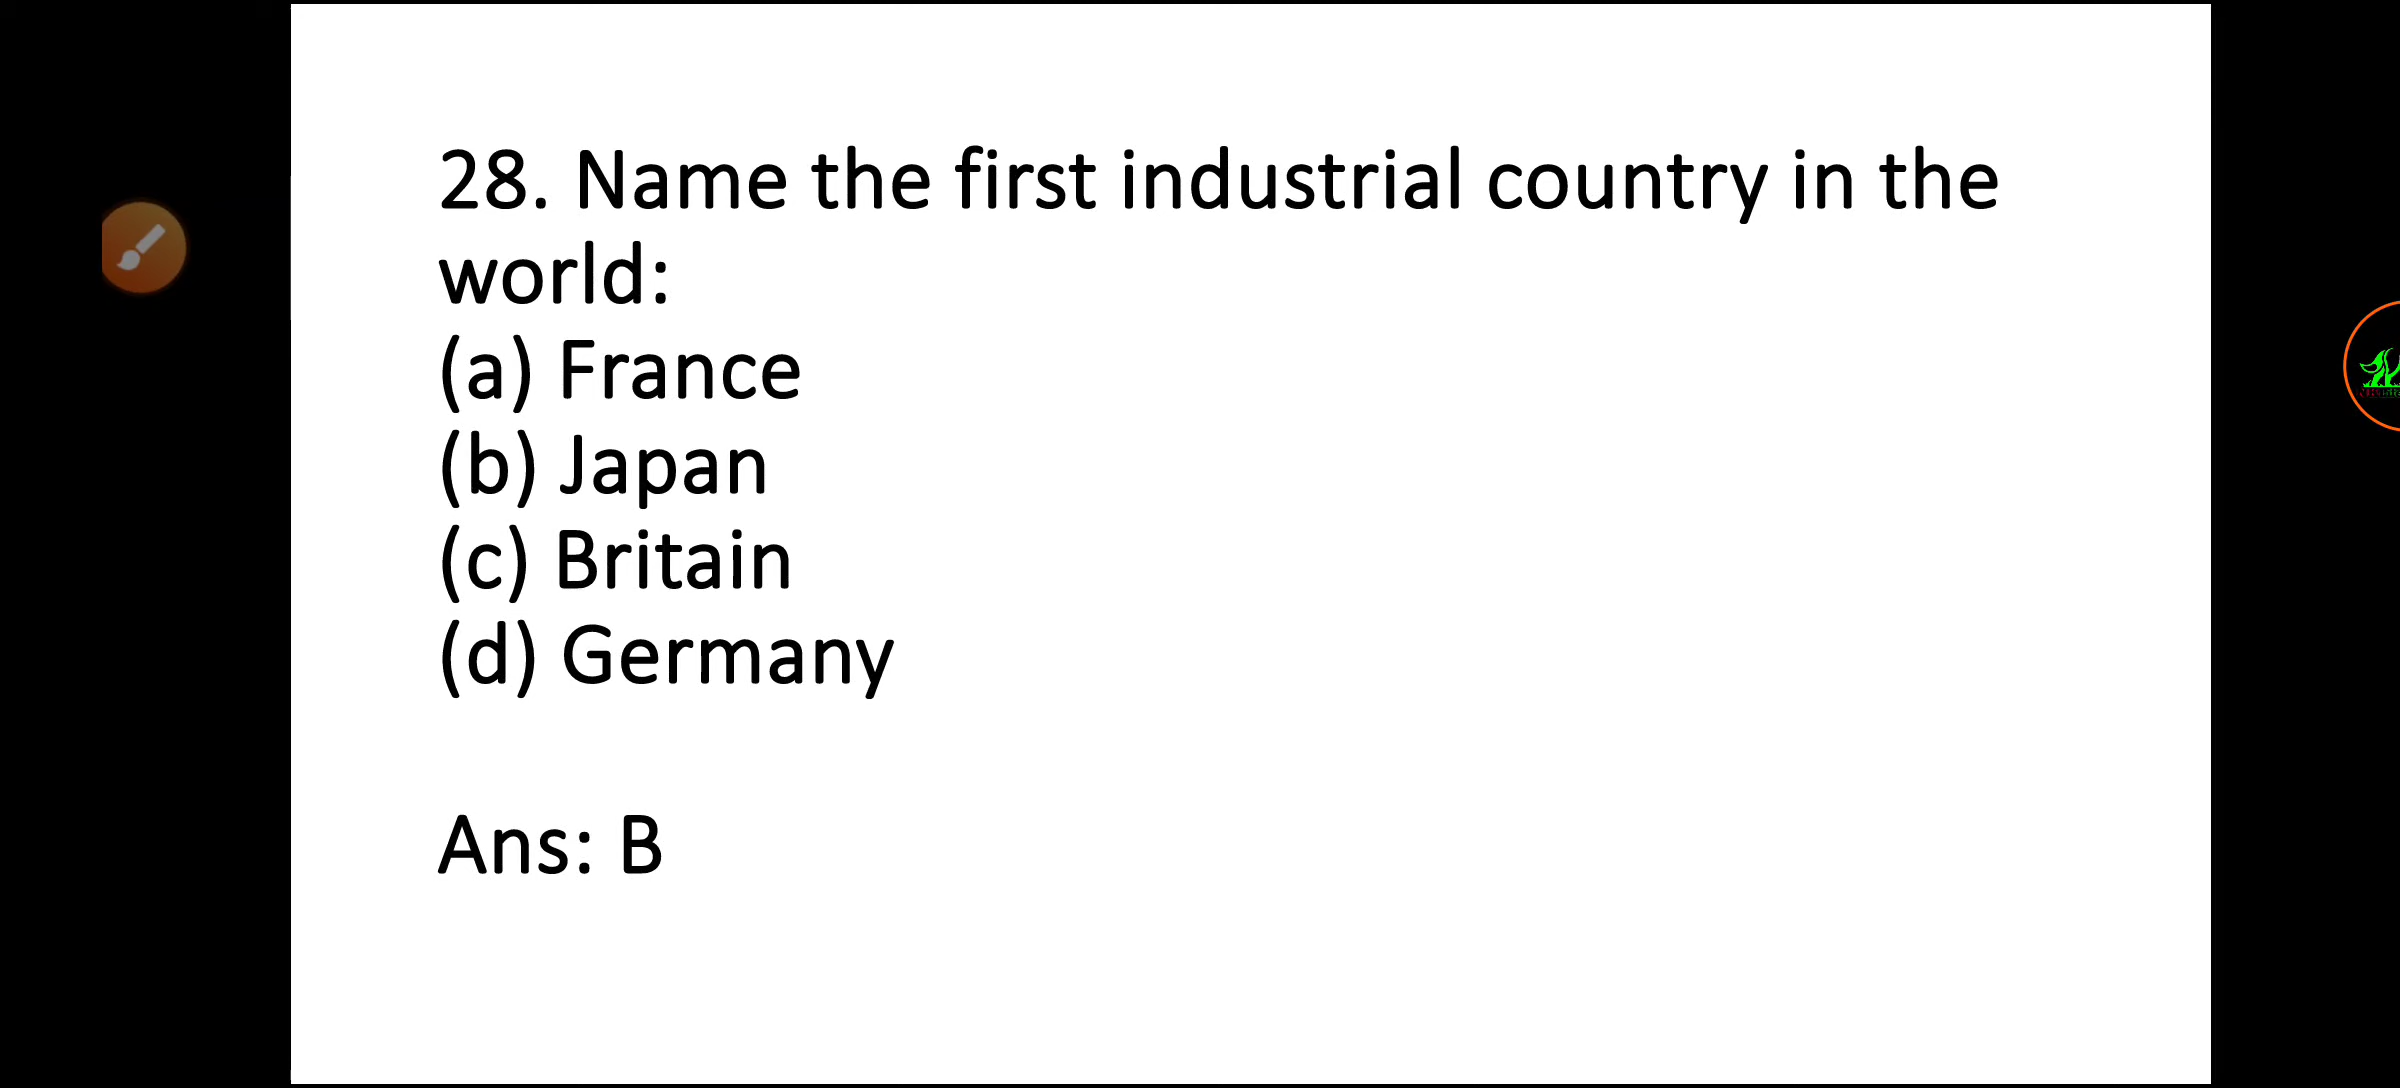 28. Name the first industrial country in the
world:
(a) France
(b) Japan
(c) Britain
(d) Germany
Ans: B